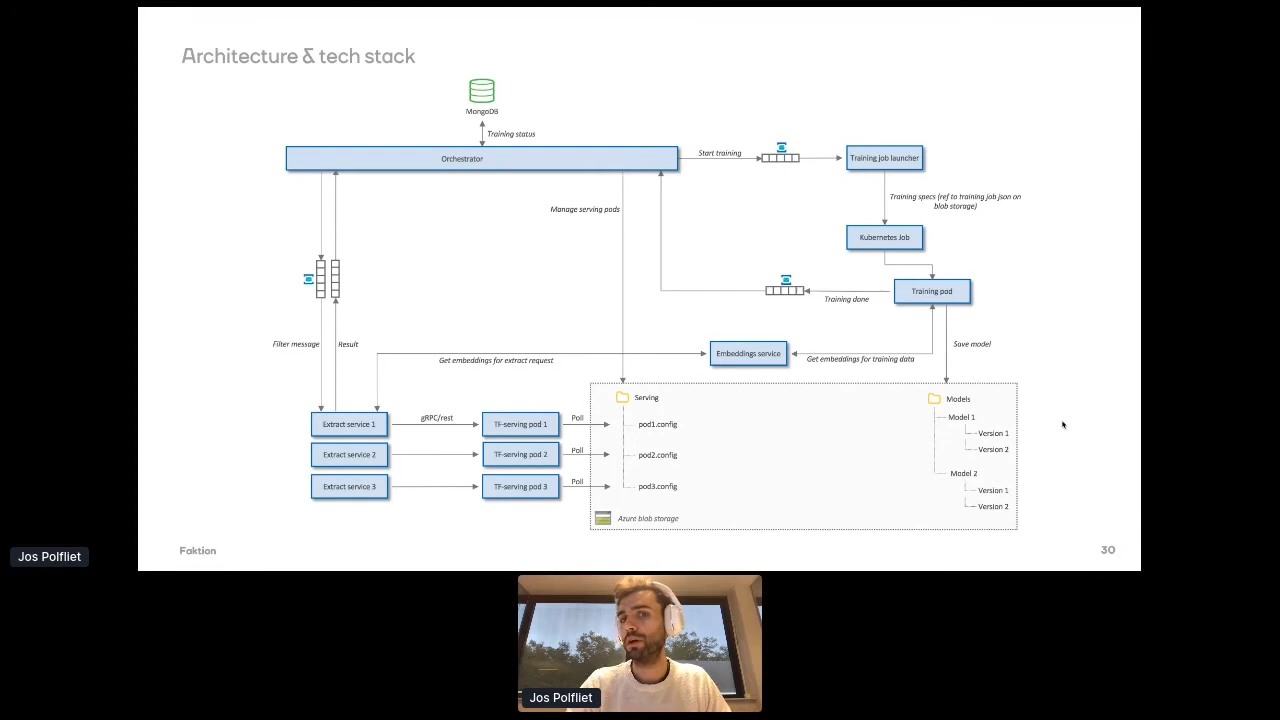 Architecture & tech stack
MongoDB
Training status
Orchestrator
Start training
Training job launcher
Training specs (ref to training job json on
blob storage)
Manage serving pods
Kubernetes Job
Training pod
Training done
Filter message
Result
Get embeddings for extract request
Embeddings service
Get embeddings for training data
Save model
Serving
Models
Extract service 1
gRPC/rest
TF-serving pod 1
Poll
pod1.config
Model 1
Version 1
Version 2
Extract service 2
TF-serving pod 2
Poll
pod2.config
Extract service 3
TF-serving pod 3
Poll
pod3.config
Model 2
Version 1
Version 2
Azure blob storage
Faktion
30
Jos Polfliet
Jos Polfliet